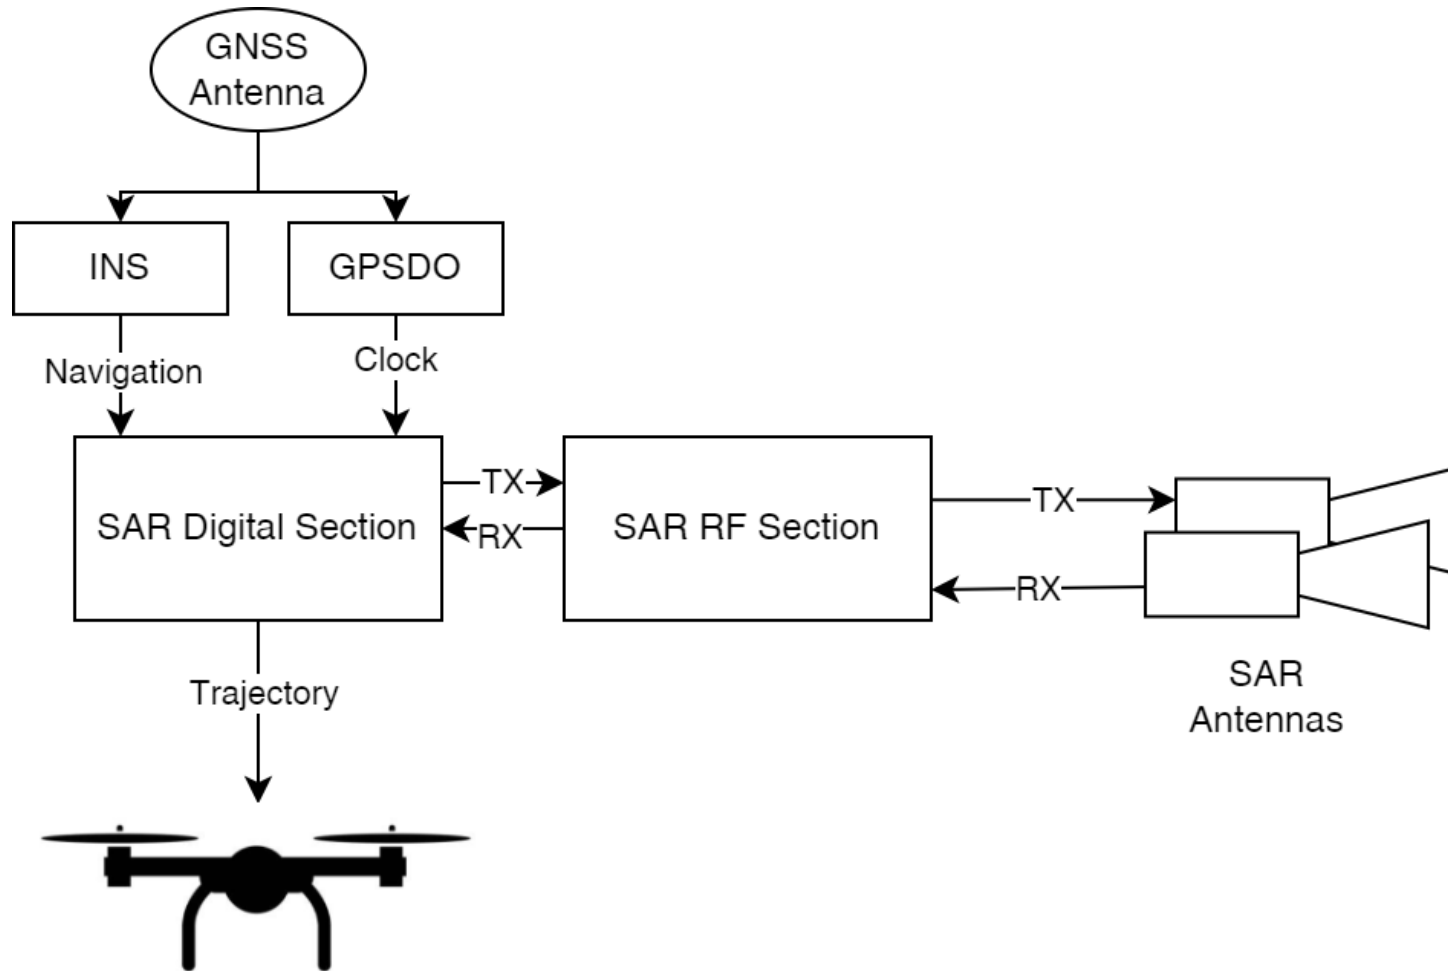 GNSS
Antenna
INS
GPSDO
Navigation
Clock
SAR Digital Section
TX
RX
SAR RF Section
TX
RX
SAR
Antennas
Trajectory